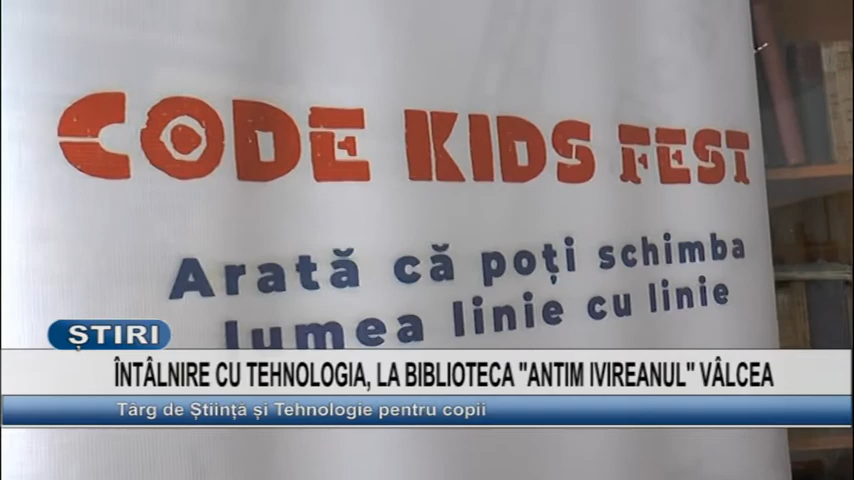 CODE KIDS FEST
Arată că poți schimba
lumea linie cu linie
ȘTIRI
ÎNTÂLNIRE CU TEHNOLOGIA, LA BIBLIOTECA "ANTIM IVIREANUL" VÂLCEA
Târg de Știință și Tehnologie pentru copii